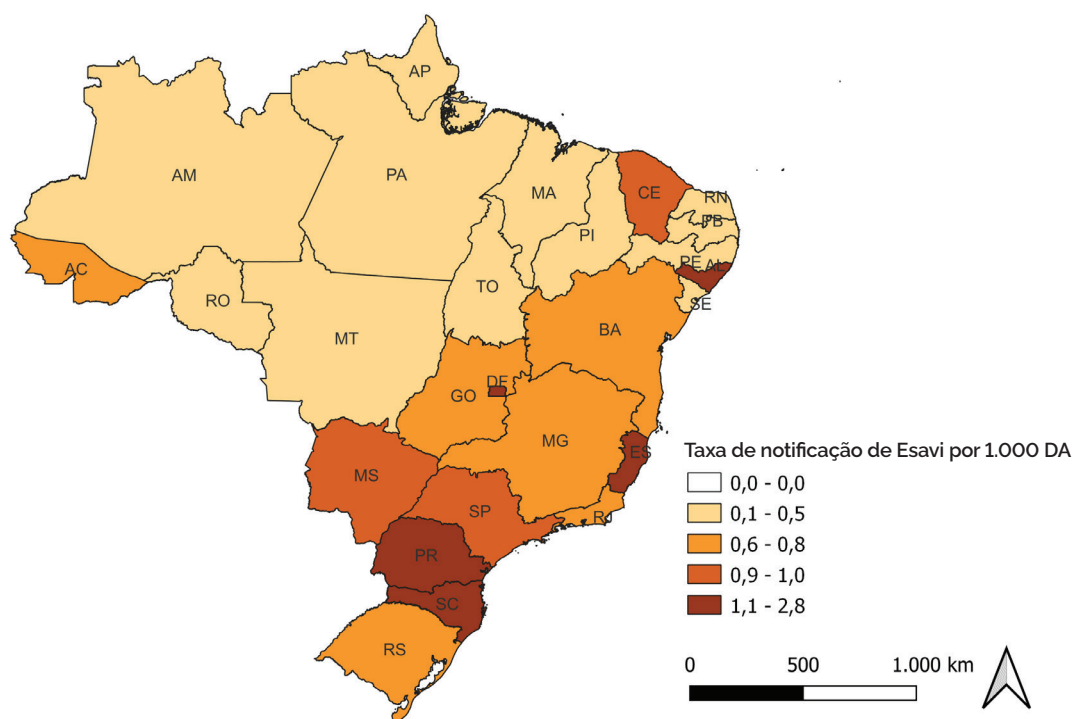 AP
AM
PA
MA
CE
RN
PB
PI
PE
AL
AC
TO
SE
RO
BA
MT
DF
GO
MG
ES
MS
SP
RJ
PR
SC
RS
Taxa de notificação de Esavi por 1.000 DA
0,0 - 0,0
0,1 - 0,5
0,6 - 0,8
0,9 - 1,0
1,1 - 2,8
0 500 1.000 km